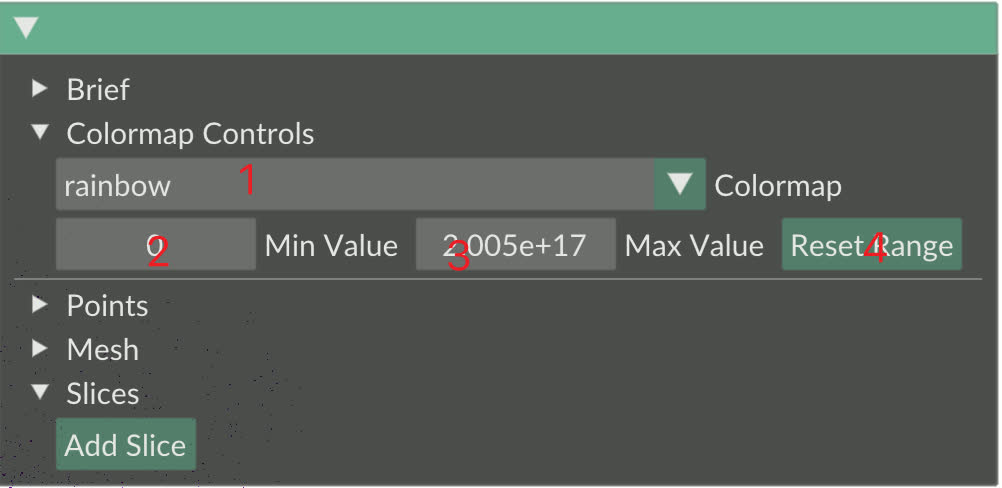 Brief
Colormap Controls
rainbow 1 Colormap
0 2 Min Value 2.005e+17 3 Max Value Reset Range 4
Points
Mesh
Slices
Add Slice